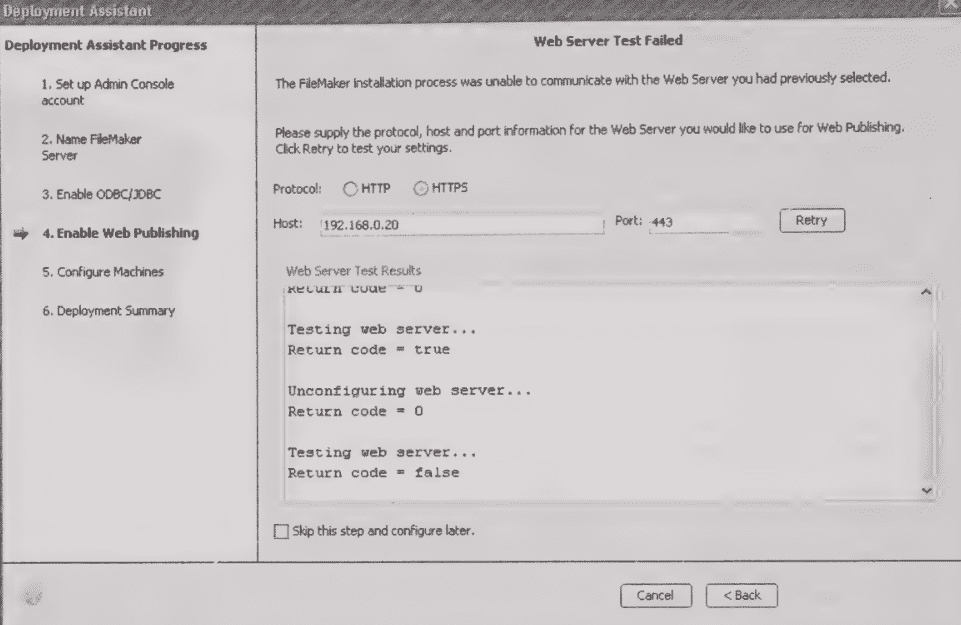 Deployment Assistant
Deployment Assistant Progress
1. Set up Admin Console
account
2. Name FileMaker
Server
3. Enable ODBC/JDBC
4. Enable Web Publishing
5. Configure Machines
6. Deployment Summary
Web Server Test Failed
The FileMaker installation process was unable to communicate with the Web Server you had previously selected.
Please supply the protocol, host and port information for the Web Server you would like to use for Web Publishing.
Click Retry to test your settings.
Protocol: HTTP HTTPS
Host: 192.168.0.20 Port: 443 Retry
Web Server Test Results
Return code = 0
Testing web server...
Return code = true
Unconfiguring web server...
Return code = 0
Testing web server...
Return code = false
Skip this step and configure later.
Cancel < Back